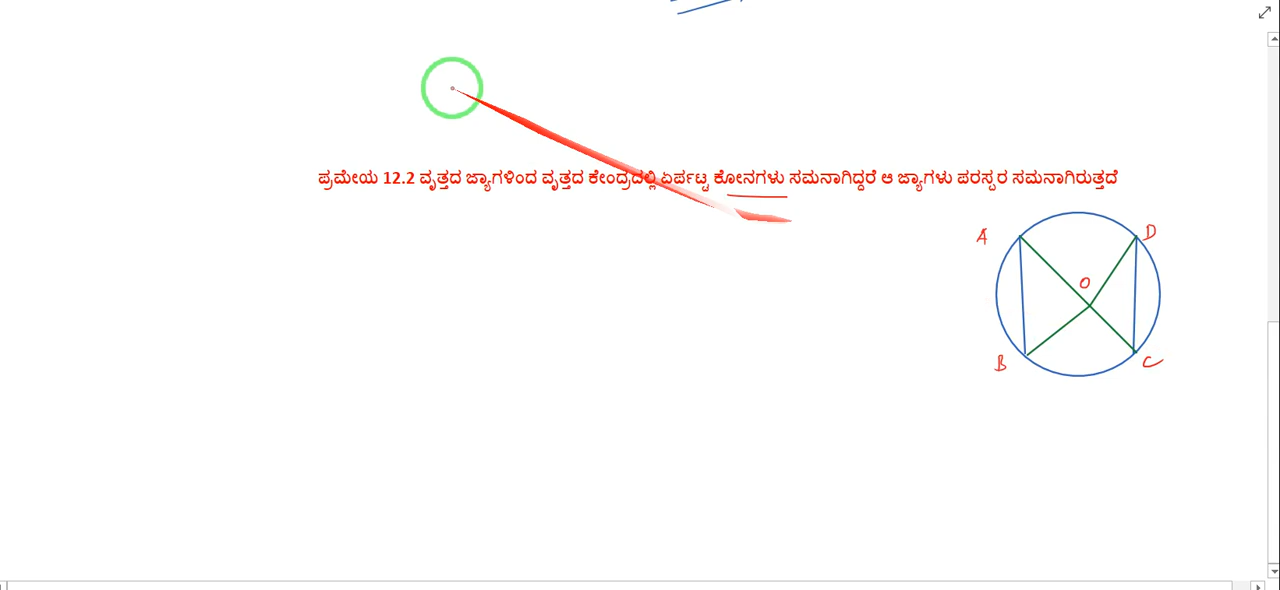 ಪ್ರಮೇಯ 12.2 ವೃತ್ತದ ಜ್ಯಾಗಳಿಂದ ವೃತ್ತದ ಕೇಂದ್ರದಲ್ಲಿ ಏರ್ಪಟ್ಟ ಕೋನಗಳು ಸಮನಾಗಿದ್ದರೆ ಆ ಜ್ಯಾಗಳು ಪರಸ್ಪರ ಸಮನಾಗಿರುತ್ತದೆ
A D
O
B C